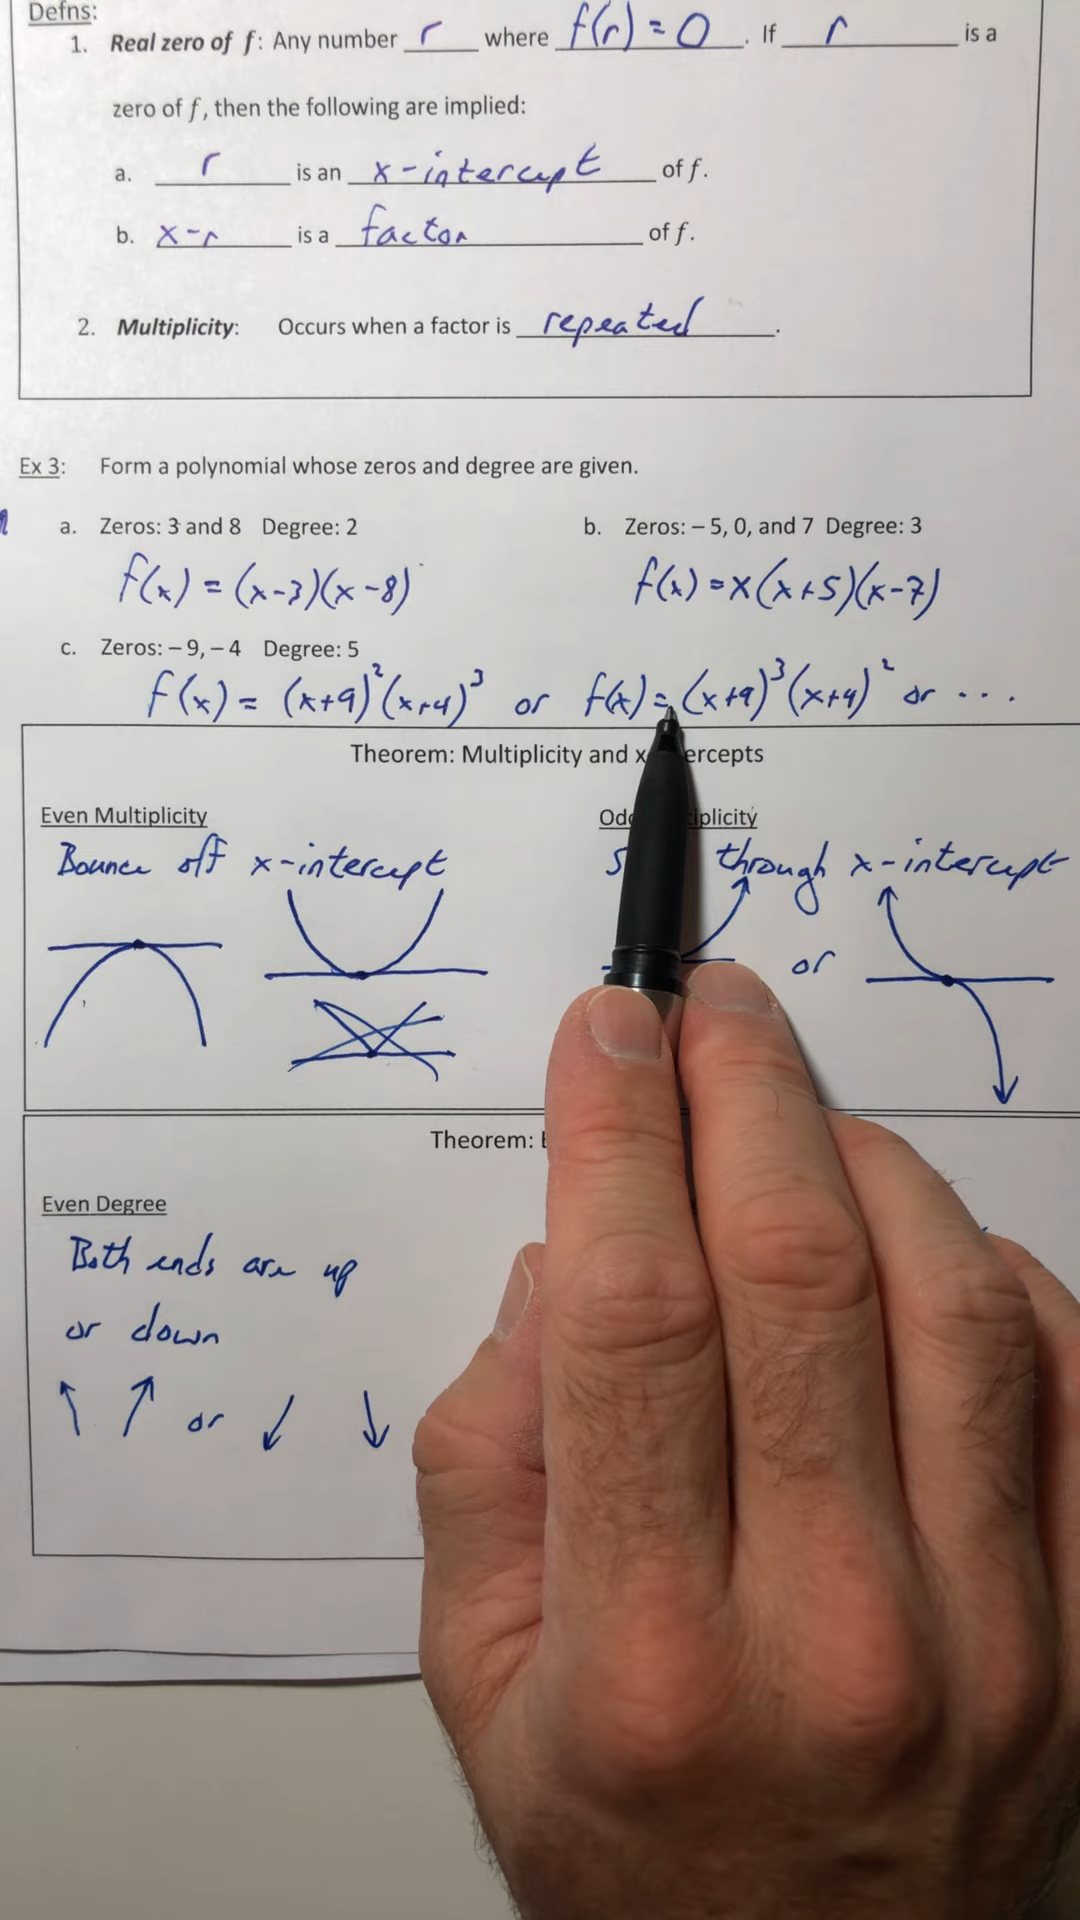 Defns:
1. Real zero of f: Any number r where f(r) = 0. If r is a
zero of f, then the following are implied:
a. r is an x-intercept of f.
b. x-r is a factor of f.
2. Multiplicity: Occurs when a factor is repeated.
Ex 3: Form a polynomial whose zeros and degree are given.
a. Zeros: 3 and 8 Degree: 2
b. Zeros: – 5, 0, and 7 Degree: 3
f(x) = (x-3)(x-8)
f(x) = x(x+5)(x-7)
c. Zeros: – 9, – 4 Degree: 5
f(x) = (x+9)²(x+4)³ or f(x) = (x+9)³(x+4)² or ...
Theorem: Multiplicity and x ercepts
Even Multiplicity
Bounce off x-intercept
through x-intercept
or
Theorem:
Even Degree
Both ends are up
or down
or